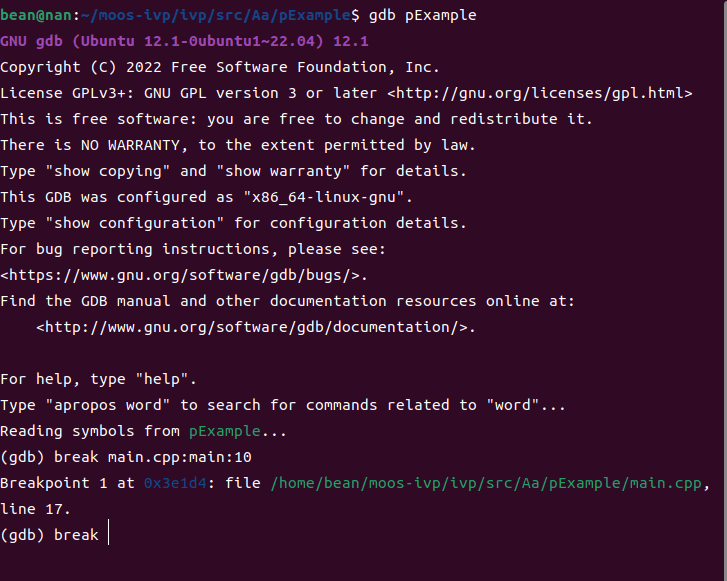 bean@nan:~/moos-ivp/ivp/src/Aa/pExample$ gdb pExample
GNU gdb (Ubuntu 12.1-0ubuntu1~22.04) 12.1
Copyright (C) 2022 Free Software Foundation, Inc.
License GPLv3+: GNU GPL version 3 or later <http://gnu.org/licenses/gpl.html>
This is free software: you are free to change and redistribute it.
There is NO WARRANTY, to the extent permitted by law.
Type "show copying" and "show warranty" for details.
This GDB was configured as "x86_64-linux-gnu".
Type "show configuration" for configuration details.
For bug reporting instructions, please see:
<https://www.gnu.org/software/gdb/bugs/>.
Find the GDB manual and other documentation resources online at:
    <http://www.gnu.org/software/gdb/documentation/>.

For help, type "help".
Type "apropos word" to search for commands related to "word"...
Reading symbols from pExample...
(gdb) break main.cpp:main:10
Breakpoint 1 at 0x3e1d4: file /home/bean/moos-ivp/ivp/src/Aa/pExample/main.cpp,
line 17.
(gdb) break